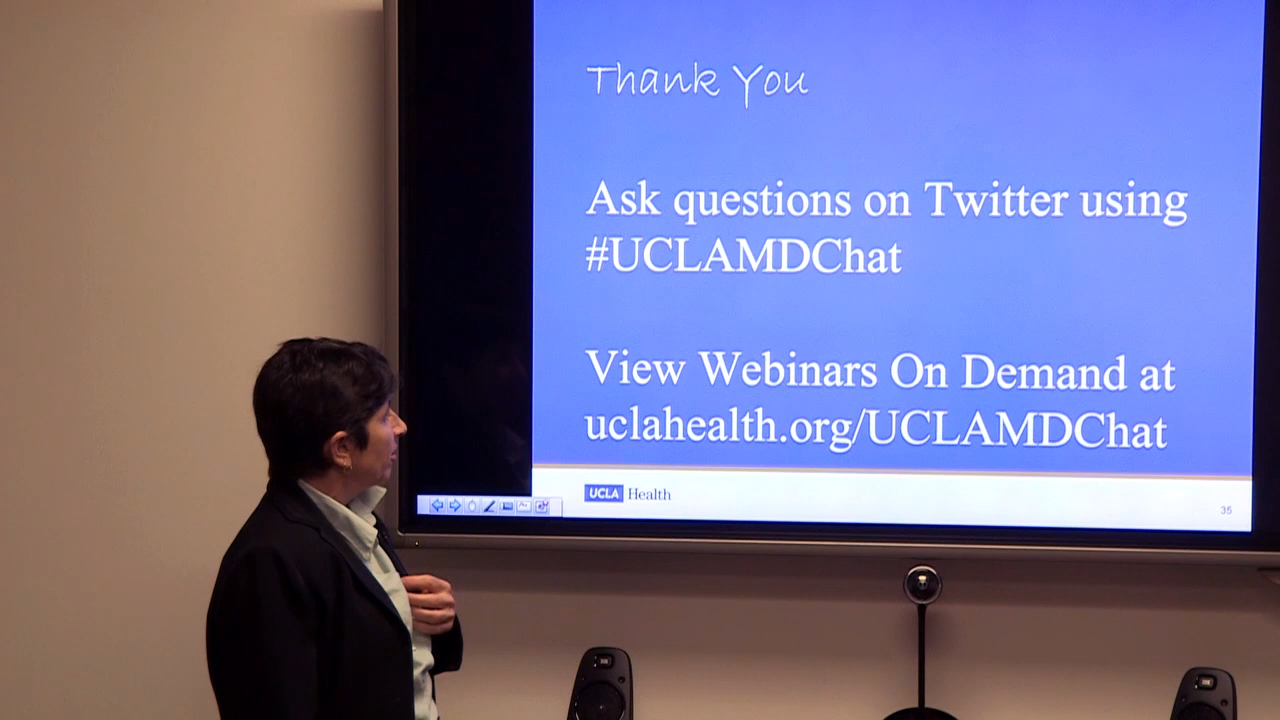 Thank You
Ask questions on Twitter using
#UCLAMDChat
View Webinars On Demand at
uclahealth.org/UCLAMDChat
UCLA Health
35